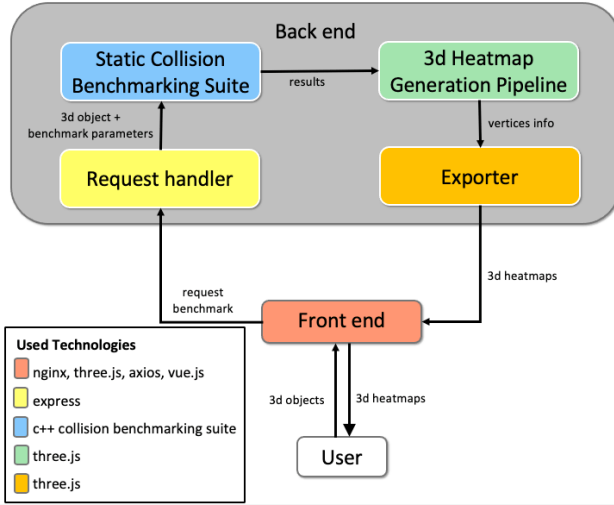 Back end
Static Collision
Benchmarking Suite
results
3d Heatmap
Generation Pipeline
3d object +
benchmark parameters
vertices info
Request handler
Exporter
request
benchmark
3d heatmaps
Front end
3d objects
3d heatmaps
User
Used Technologies
nginx, three.js, axios, vue.js
express
c++ collision benchmarking suite
three.js
three.js